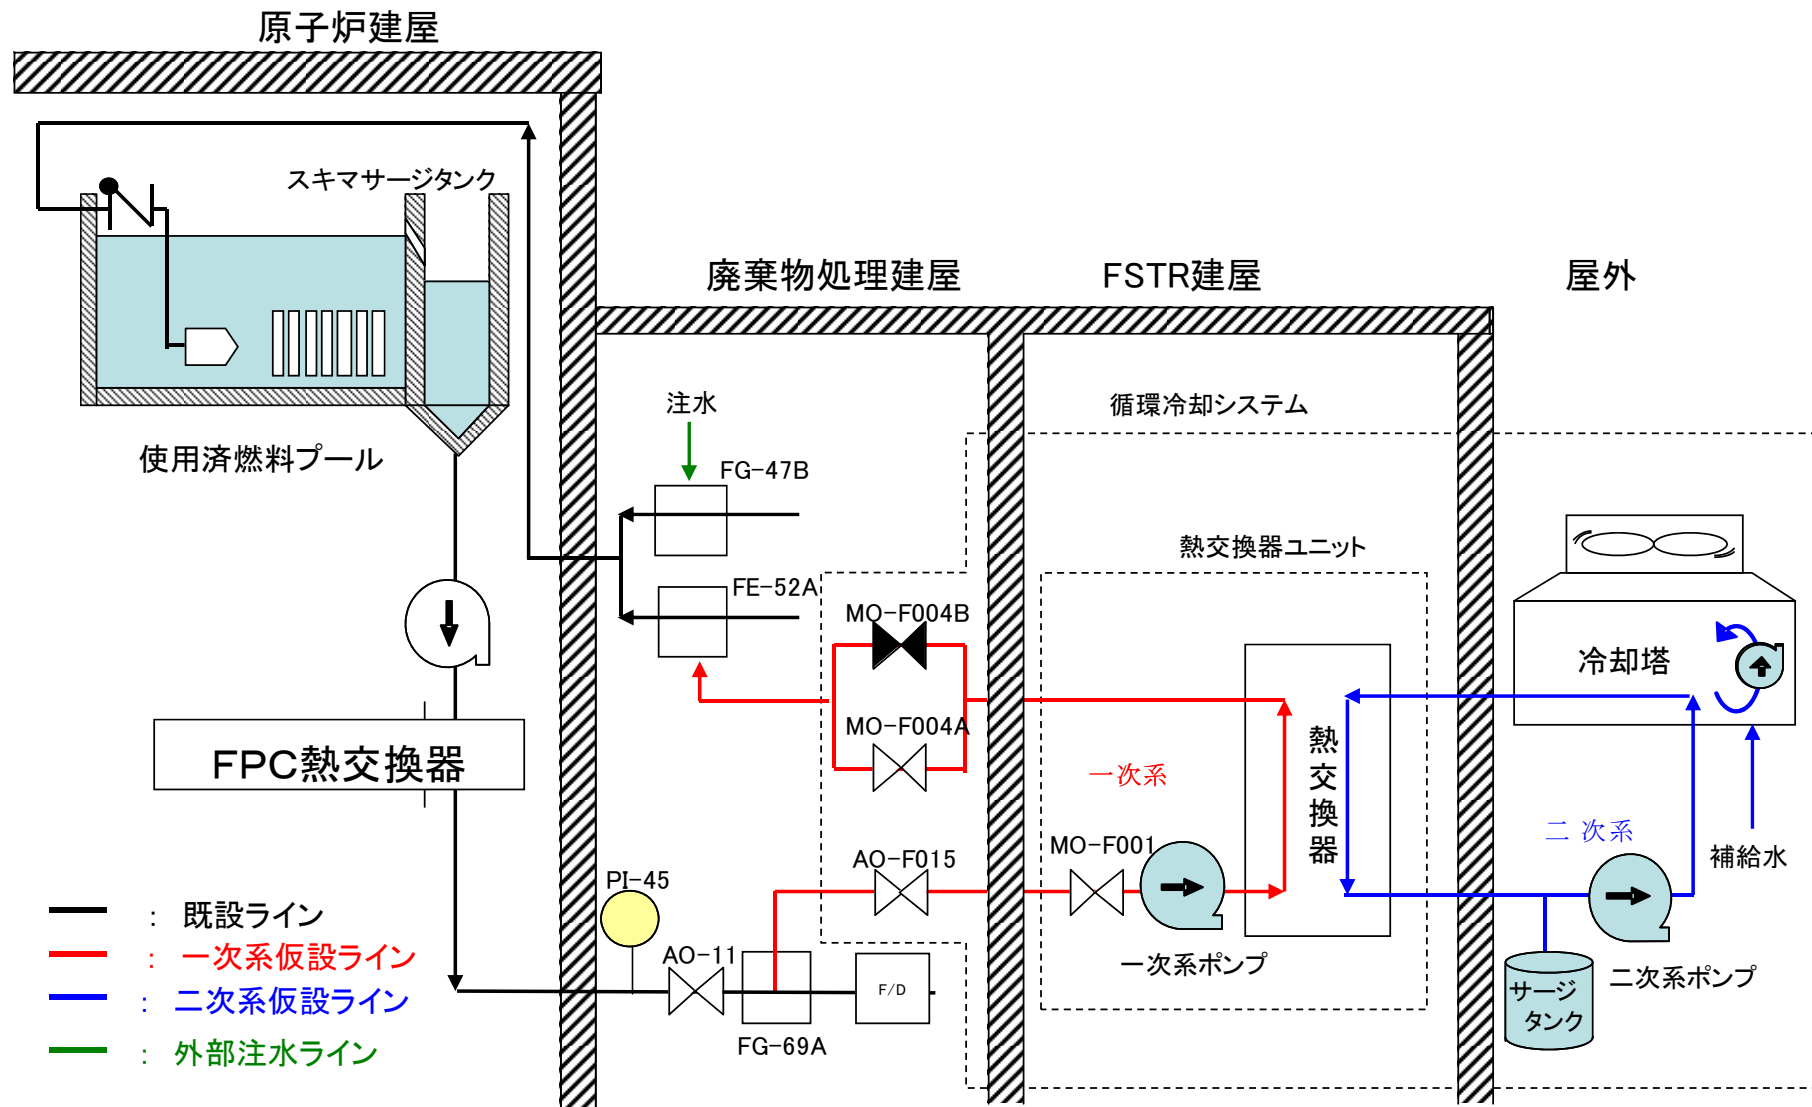 原子炉建屋
スキマサージタンク
廃棄物処理建屋
FSTR建屋
屋外
注水
循環冷却システム
使用済燃料プール
FG-47B
熱交換器ユニット
FE-52A
MO-F004B
冷却塔
MO-F004A
FPC熱交換器
一次系
熱交換器
二 次系
補給水
MO-F001
AO-F015
PI-45
AO-11
F/D
FG-69A
一次系ポンプ
二次系ポンプ
サージ
タンク
: 既設ライン
: 一次系仮設ライン
: 二次系仮設ライン
: 外部注水ライン